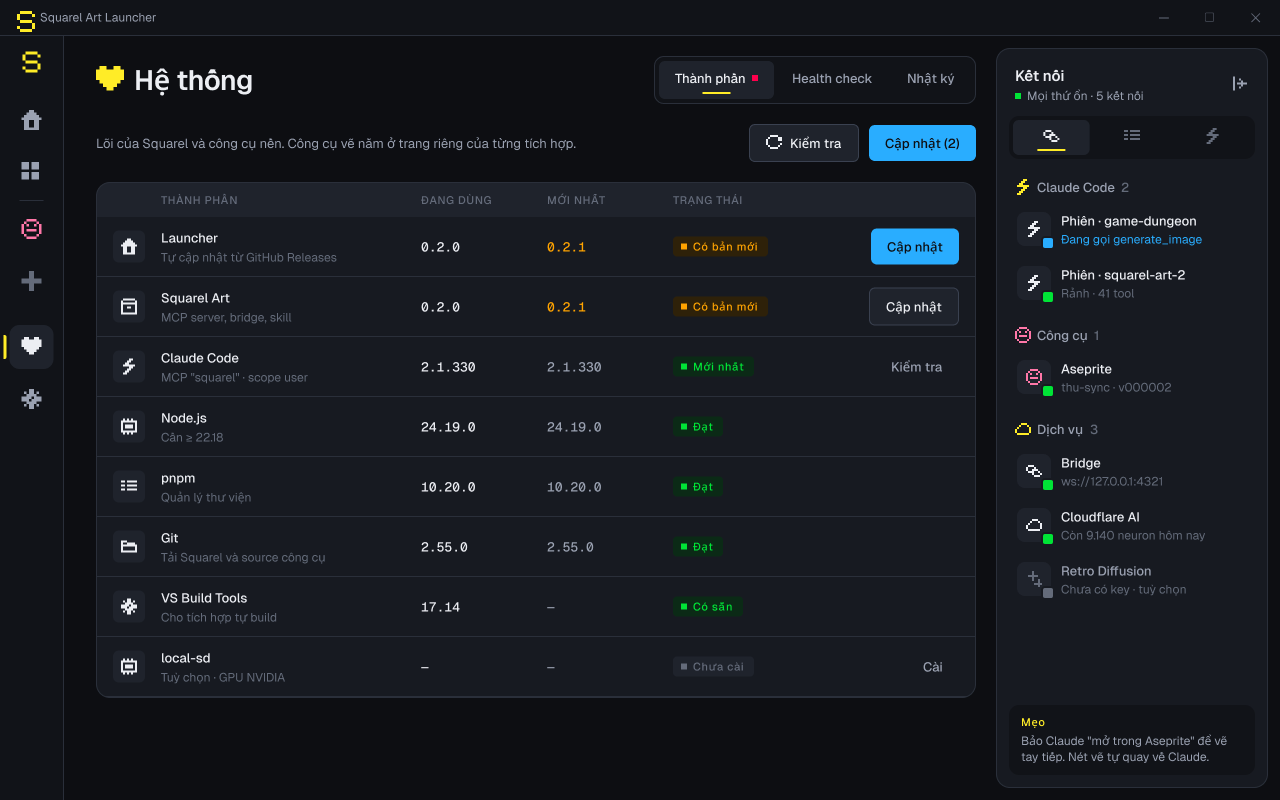 Squarel Art Launcher
Hệ thống
Thành phần
Health check
Nhật ký
Lõi của Squarel và công cụ nền. Công cụ vẽ nằm ở trang riêng của từng tích hợp.
Kiểm tra
Cập nhật (2)
THÀNH PHẦN ĐANG DÙNG MỚI NHẤT TRẠNG THÁI
Launcher
Tự cập nhật từ GitHub Releases
0.2.0 0.2.1 Có bản mới Cập nhật
Squarel Art
MCP server, bridge, skill
0.2.0 0.2.1 Có bản mới Cập nhật
Claude Code
MCP "squarel" · scope user
2.1.330 2.1.330 Mới nhất Kiểm tra
Node.js
Cần ≥ 22.18
24.19.0 24.19.0 Đạt
pnpm
Quản lý thư viện
10.20.0 10.20.0 Đạt
Git
Tải Squarel và source công cụ
2.55.0 2.55.0 Đạt
VS Build Tools
Cho tích hợp tự build
17.14 – Có sẵn
local-sd
Tuỳ chọn · GPU NVIDIA
– – Chưa cài Cài
Kết nối
Mọi thứ ổn · 5 kết nối
Claude Code 2
Phiên · game-dungeon
Đang gọi generate_image
Phiên · squarel-art-2
Rảnh · 41 tool
Công cụ 1
Aseprite
thu-sync · v000002
Dịch vụ 3
Bridge
ws://127.0.0.1:4321
Cloudflare AI
Còn 9.140 neuron hôm nay
Retro Diffusion
Chưa có key · tuỳ chọn
Mẹo
Bảo Claude "mở trong Aseprite" để vẽ
tay tiếp. Nét vẽ tự quay về Claude.